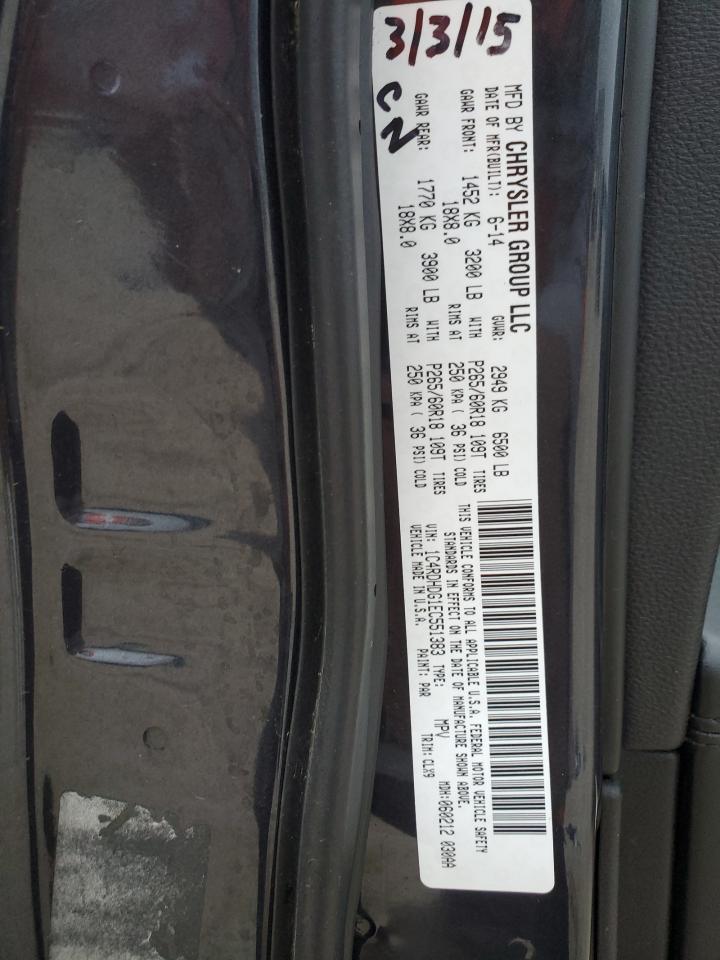 3/3/15
CN
MFD BY CHRYSLER GROUP LLC
DATE OF MFR(BUILT): 6-14 GVWR: 2949 KG 6500 LB
GAWR FRONT: 1452 KG 3200 LB WITH P265/60R18 109T TIRES
18X8.0 RIMS AT 250 KPA ( 36 PSI) COLD
GAWR REAR: 1770 KG 3900 LB WITH P265/60R18 109T TIRES
18X8.0 RIMS AT 250 KPA ( 36 PSI) COLD
THIS VEHICLE CONFORMS TO ALL APPLICABLE U.S.A. FEDERAL MOTOR VEHICLE SAFETY
STANDARDS IN EFFECT ON THE DATE OF MANUFACTURE SHOWN ABOVE.
VIN: 1C4RDHDG1EC551383 TYPE: MPV MDH:060212 030AA
VEHICLE MADE IN U.S.A. PAINT: PAR TRIM: CLX9